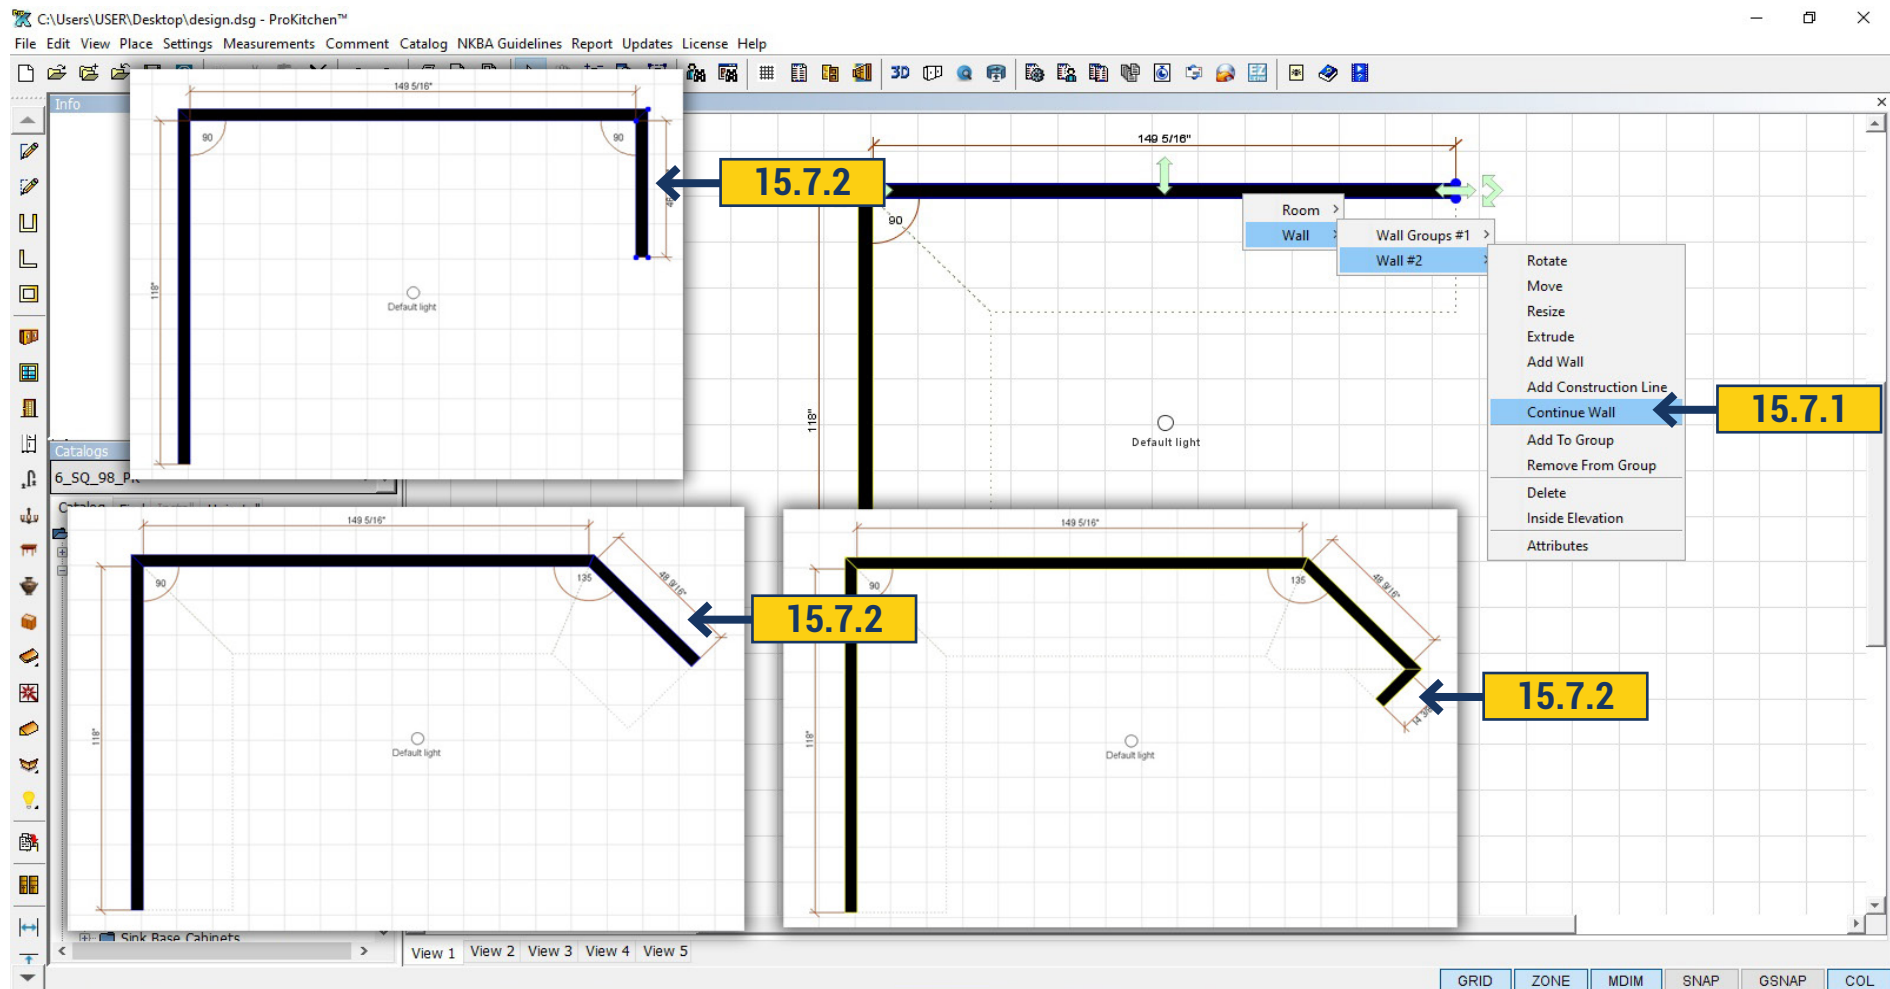 C:\Users\USER\Desktop\design.dsg - ProKitchen™
File Edit View Place Settings Measurements Comment Catalog NKBA Guidelines Report Updates License Help
3D
Info
149 5/16"
90
90
118"
Default light
15.7.2
149 5/16"
90
118"
Default light
Room
Wall
Wall Groups #1
Wall #2
Rotate
Move
Resize
Extrude
Add Wall
Add Construction Line
Continue Wall
Add To Group
Remove From Group
Delete
Inside Elevation
Attributes
15.7.1
Catalogs
6_SQ_98_
149 5/16"
90
135
48 9/16"
118"
Default light
15.7.2
149 5/16"
90
135
48 9/16"
118"
Default light
15.7.2
Sink Base Cabinets
View 1 View 2 View 3 View 4 View 5
GRID ZONE MDIM SNAP GSNAP COL